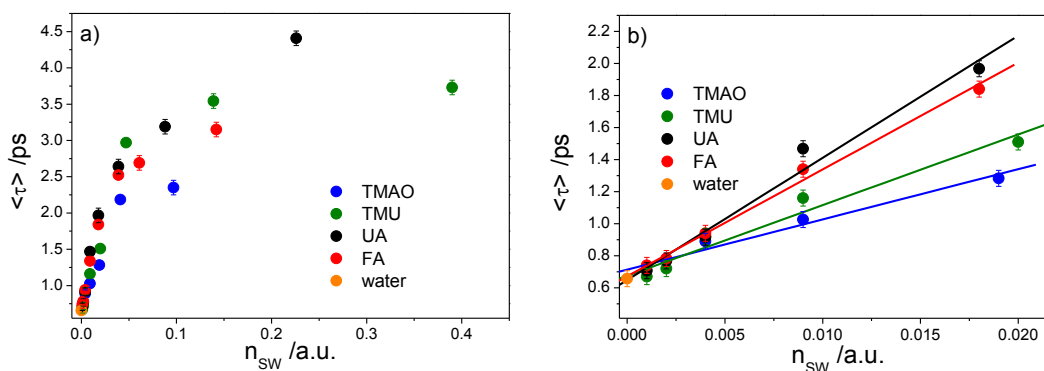 a)
4.5
4.0
3.5
3.0
2.5
2.0
1.5
1.0
<τ> /ps
TMAO
TMU
UA
FA
water
0.0 0.1 0.2 0.3 0.4
n_SW /a.u.
b)
2.2
2.0
1.8
1.6
1.4
1.2
1.0
0.8
0.6
<τ> /ps
TMAO
TMU
UA
FA
water
0.000 0.005 0.010 0.015 0.020
n_SW /a.u.